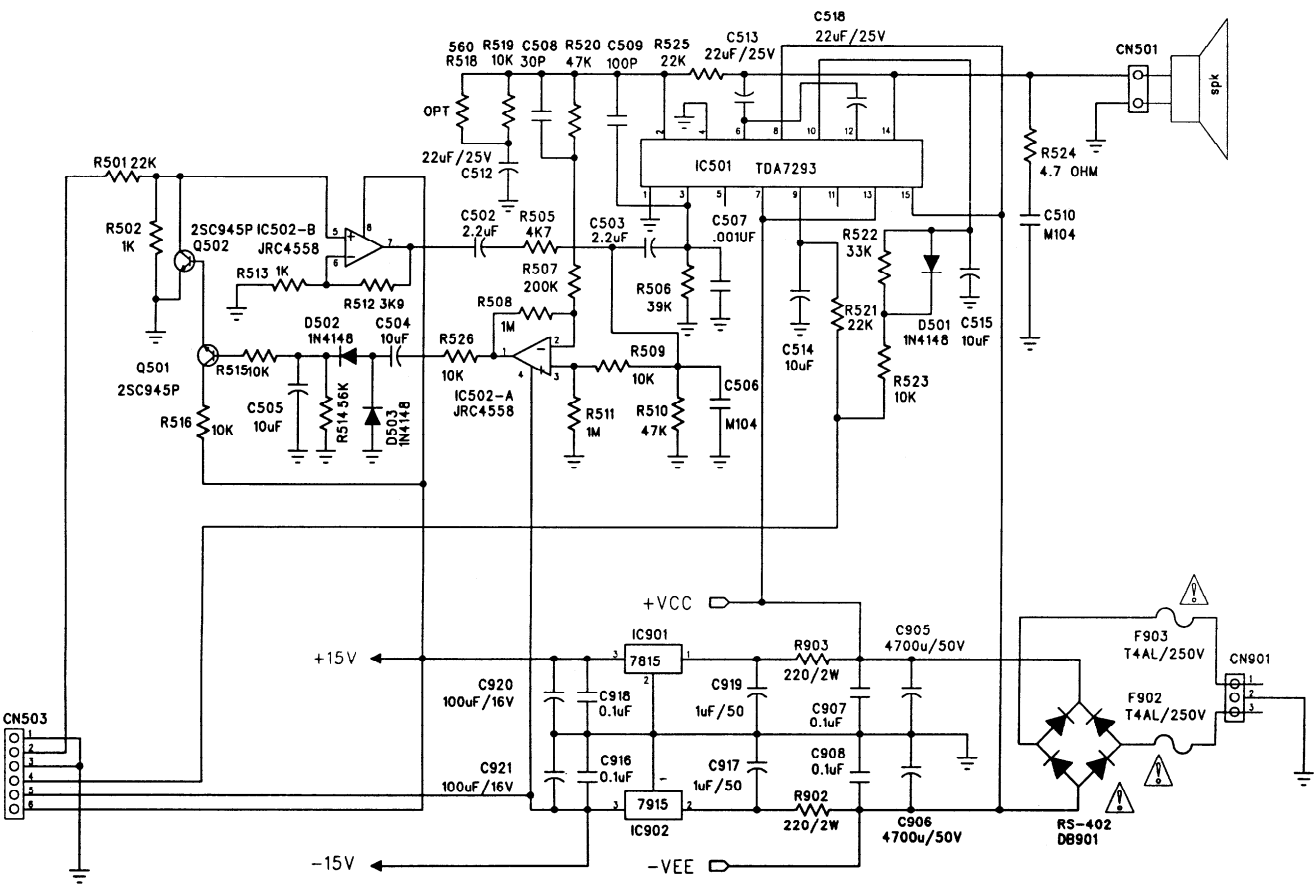 C518
22uF/25V
C513
22uF/25V
560
R518
R519
10K
C508
30P
R520
47K
C509
100P
R525
22K
CN501
spk
OPT
2
4
6
8
10
12
14
IC501
TDA7293
1
3
5
7
9
11
13
15
R524
4.7 OHM
22uF/25V
C512
R501 22K
C510
M104
R502
1K
2SC945P
Q502
IC502-B
JRC4558
5
6
7
8
+
−
C502
2.2uF
R505
4K7
C503
2.2uF
C507
.001UF
R522
33K
R513
1K
R512 3K9
R507
200K
R506
39K
R521
22K
D501
1N4148
C515
10uF
C514
10uF
R508
1M
D502
1N4148
C504
10uF
R526
10K
1
2
3
4
−
+
IC502-A
JRC4558
R509
10K
R523
10K
Q501
2SC945P
R515 10K
C505
10uF
R514 56K
D503
1N4148
R516
10K
R511
1M
R510
47K
C506
M104
+VCC
+15V
IC901
7815
3
1
2
R903
220/2W
C905
4700u/50V
F903
T4AL/250V
CN901
1
2
3
F902
T4AL/250V
C920
100uF/16V
C918
0.1uF
C919
1uF/50
C907
0.1uF
CN503
1
2
3
4
5
6
C921
100uF/16V
C916
0.1uF
C917
1uF/50
C908
0.1uF
−
3
7915
2
IC902
R902
220/2W
C906
4700u/50V
RS-402
DB901
-15V
-VEE
!
!
!